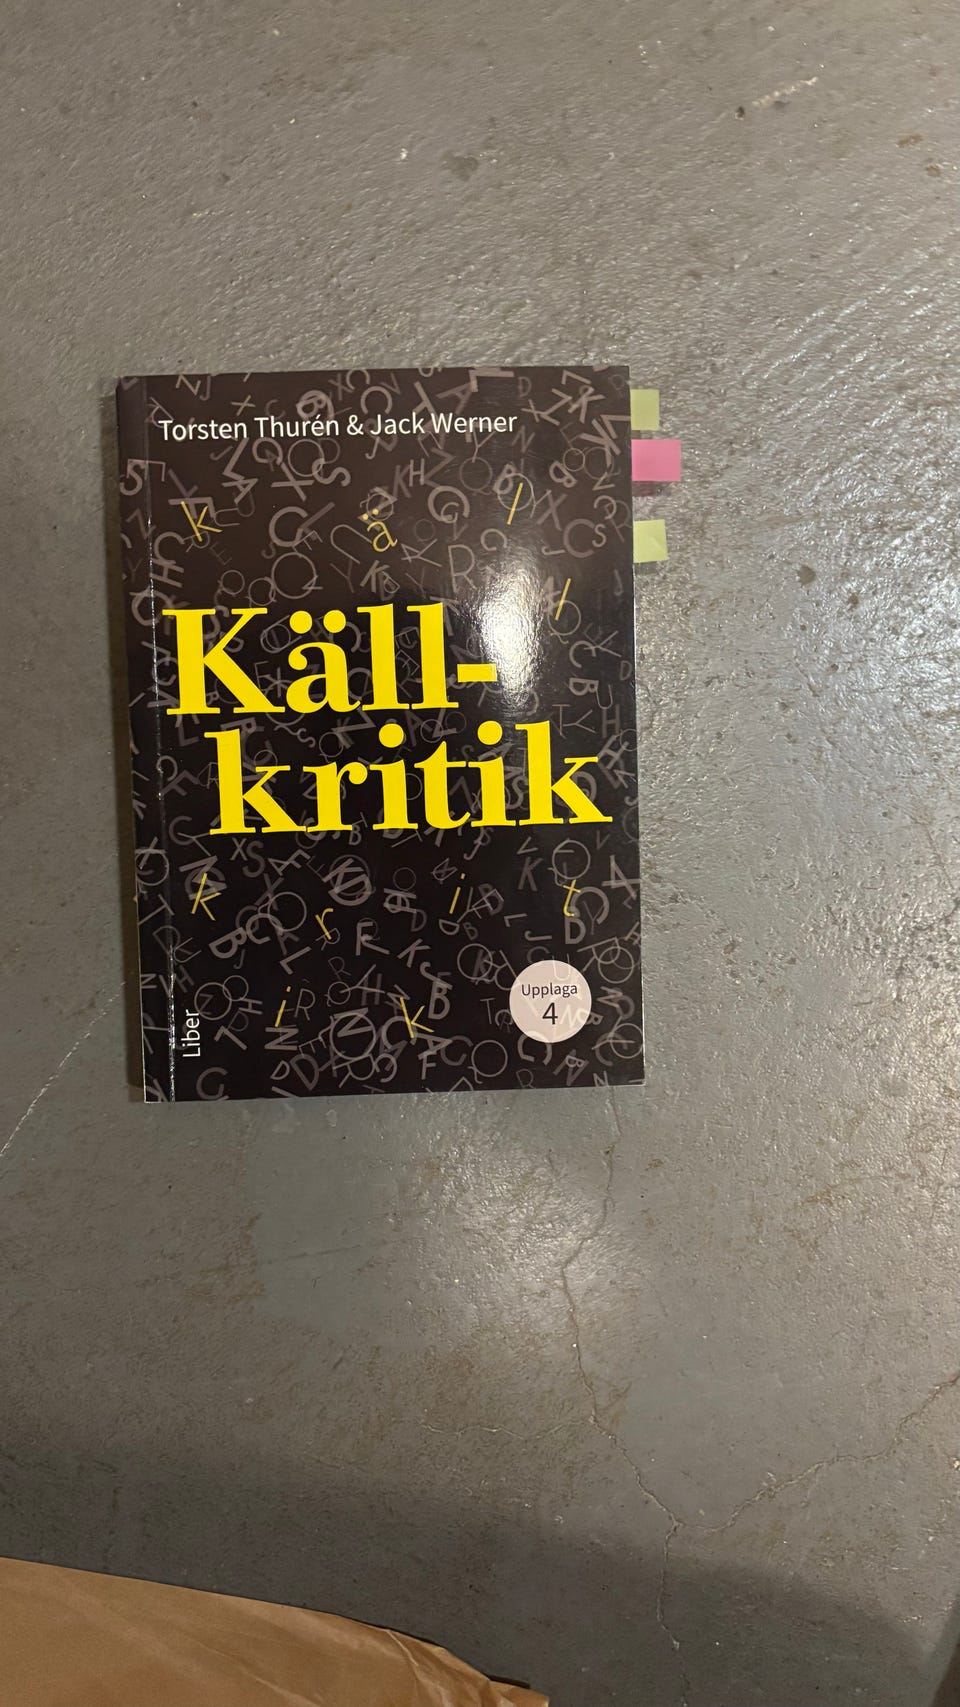 Torsten Thurén & Jack Werner
k ä l
l
Käll-
kritik
k r i t
i k
Upplaga
4
Liber